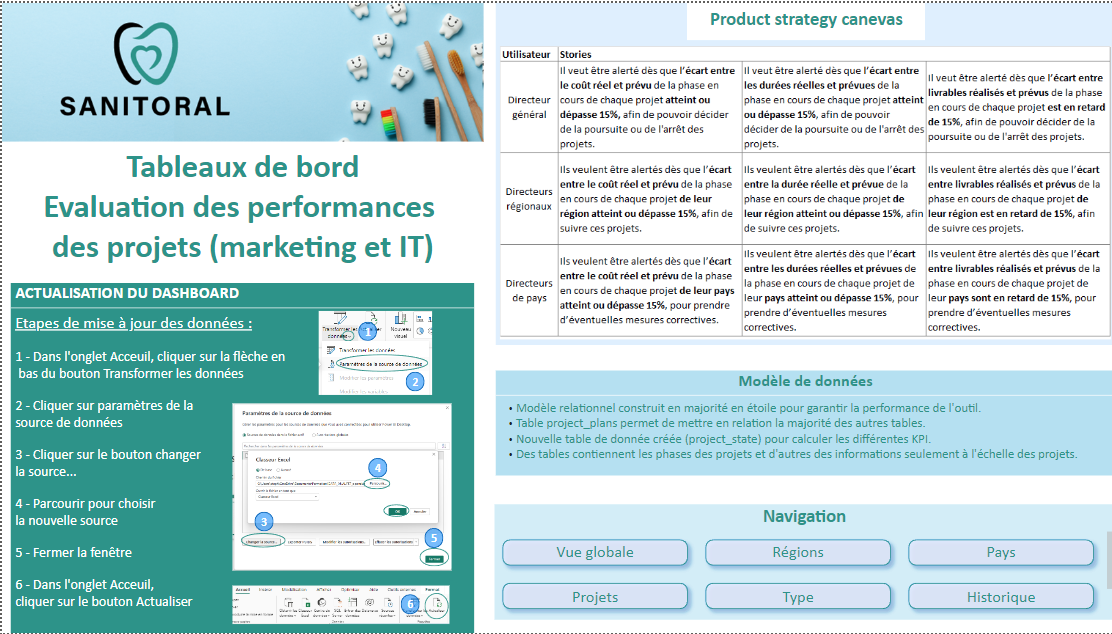 SANITORAL
Tableaux de bord
Evaluation des performances
des projets (marketing et IT)
ACTUALISATION DU DASHBOARD
Etapes de mise à jour des données :
1 - Dans l'onglet Acceuil, cliquer sur la flèche en
bas du bouton Transformer les données
2 - Cliquer sur paramètres de la
source de données
3 - Cliquer sur le bouton changer
la source...
4 - Parcourir pour choisir
la nouvelle source
5 - Fermer la fenêtre
6 - Dans l'onglet Acceuil,
cliquer sur le bouton Actualiser
Transformer les
données
Nouveau
visuel
1
Transformer les données
Paramètres de la source de données
2
Modifier les paramètres
Modifier les variables
Paramètres de la source de données
Classeur Excel
4
3
5
6
Product strategy canevas
Utilisateur Stories
Directeur
général
Il veut être alerté dès que l'écart entre
le coût réel et prévu de la phase en
cours de chaque projet atteint ou
dépasse 15%, afin de pouvoir décider
de la poursuite ou de l'arrêt des
projets.
Il veut être alerté dès que l'écart entre
les durées réelles et prévues de la
phase en cours de chaque projet atteint
ou dépasse 15%, afin de pouvoir
décider de la poursuite ou de l'arrêt des
projets.
Il veut être alerté dès que l'écart entre
livrables réalisés et prévus de la phase
en cours de chaque projet est en retard
de 15%, afin de pouvoir décider de la
poursuite ou de l'arrêt des projets.
Directeurs
régionaux
Ils veulent être alertés dès que l'écart
entre le coût réel et prévu de la phase
en cours de chaque projet de leur
région atteint ou dépasse 15%, afin de
suivre ces projets.
Ils veulent être alertés dès que l'écart
entre la durée réelle et prévue de la
phase en cours de chaque projet de
leur région atteint ou dépasse 15%, afin
de suivre ces projets.
Ils veulent être alertés dès que l'écart
entre livrables réalisés et prévus de la
phase en cours de chaque projet de
leur région est en retard de 15%, afin
de suivre ces projets.
Directeurs
de pays
Ils veulent être alertés dès que l'écart
entre le coût réel et prévu de la phase
en cours de chaque projet de leur pays
atteint ou dépasse 15%, pour prendre
d'éventuelles mesures correctives.
Ils veulent être alertés dès que l'écart
entre les durées réelles et prévues de
la phase en cours de chaque projet de
leur pays atteint ou dépasse 15%, pour
prendre d'éventuelles mesures
correctives.
Ils veulent être alertés dès que l'écart
entre livrables réalisés et prévus de la
phase en cours de chaque projet de
leur pays sont en retard de 15%, pour
prendre d'éventuelles mesures
correctives.
Modèle de données
• Modèle relationnel construit en majorité en étoile pour garantir la performance de l'outil.
• Table project_plans permet de mettre en relation la majorité des autres tables.
• Nouvelle table de donnée créée (project_state) pour calculer les différentes KPI.
• Des tables contiennent les phases des projets et d'autres des informations seulement à l'échelle des projets.
Navigation
Vue globale
Régions
Pays
Projets
Type
Historique